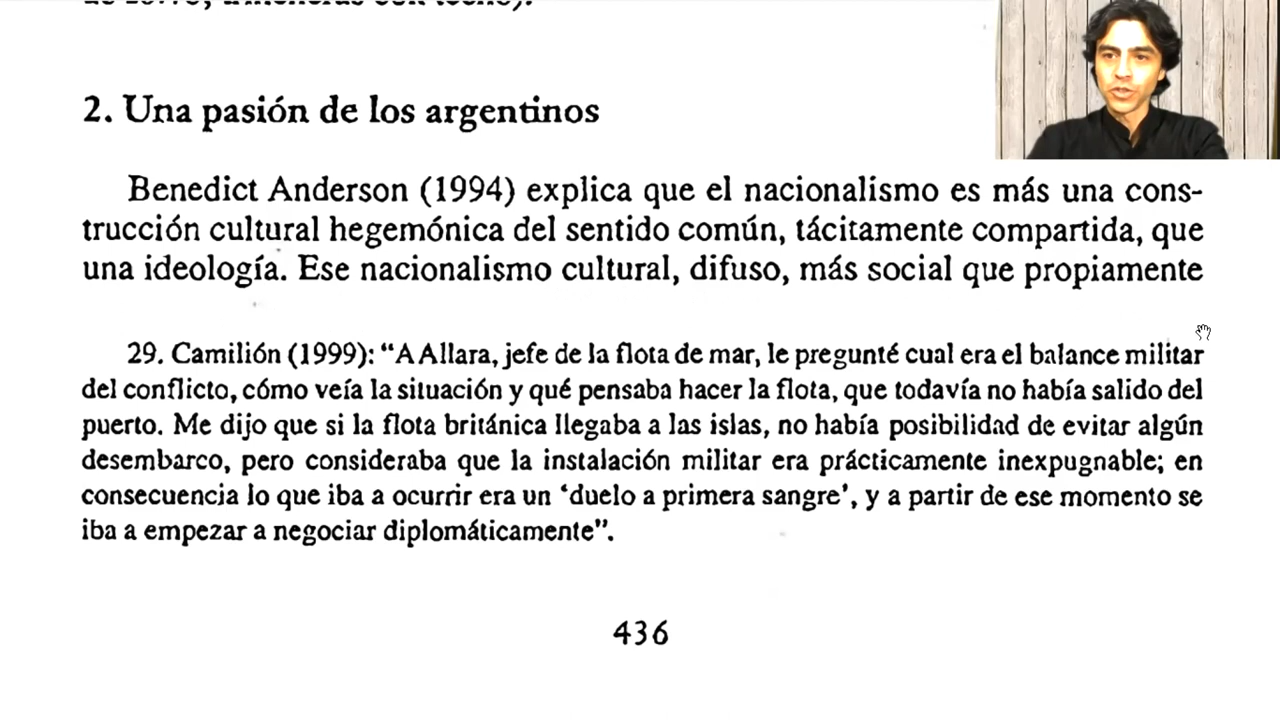 2. Una pasión de los argentinos
Benedict Anderson (1994) explica que el nacionalismo es más una cons-
trucción cultural hegemónica del sentido común, tácitamente compartida, que
una ideología. Ese nacionalismo cultural, difuso, más social que propiamente
29. Camilión (1999): “A Allara, jefe de la flota de mar, le pregunté cual era el balance militar
del conflicto, cómo veía la situación y qué pensaba hacer la flota, que todavía no había salido del
puerto. Me dijo que si la flota británica llegaba a las islas, no había posibilidad de evitar algún
desembarco, pero consideraba que la instalación militar era prácticamente inexpugnable; en
consecuencia lo que iba a ocurrir era un ‘duelo a primera sangre’, y a partir de ese momento se
iba a empezar a negociar diplomáticamente”.
436